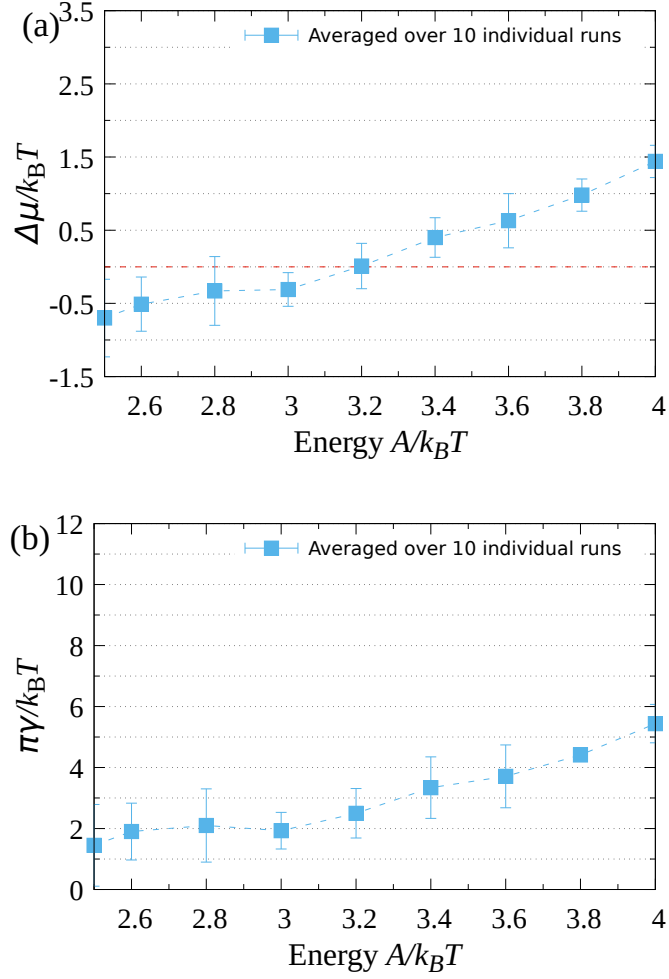 (a)
Averaged over 10 individual runs
3.5
2.5
1.5
0.5
-0.5
-1.5
Δμ/k_BT
2.6 2.8 3 3.2 3.4 3.6 3.8 4
Energy A/k_BT
(b)
Averaged over 10 individual runs
12
10
8
6
4
2
0
πγ/k_BT
2.6 2.8 3 3.2 3.4 3.6 3.8 4
Energy A/k_BT